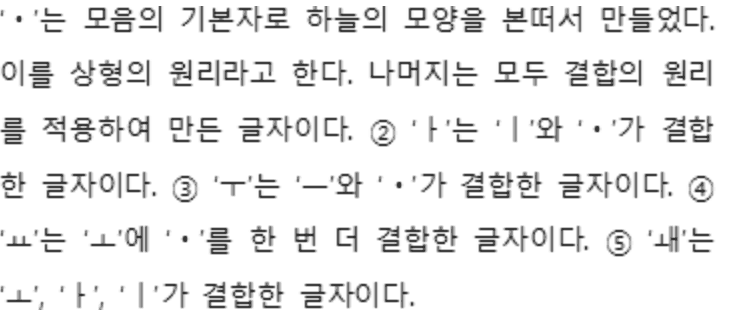 ‘•’는 모음의 기본자로 하늘의 모양을 본떠서 만들었다.
이를 상형의 원리라고 한다. 나머지는 모두 결합의 원리
를 적용하여 만든 글자이다. ② ‘ㅏ’는 ‘ㅣ’와 ‘•’가 결합
한 글자이다. ③ ‘ㅜ’는 ‘ㅡ’와 ‘•’가 결합한 글자이다. ④
‘ㅛ’는 ‘ㅗ’에 ‘•’를 한 번 더 결합한 글자이다. ⑤ ‘ㅙ’는
‘ㅗ’, ‘ㅏ’, ‘ㅣ’가 결합한 글자이다.